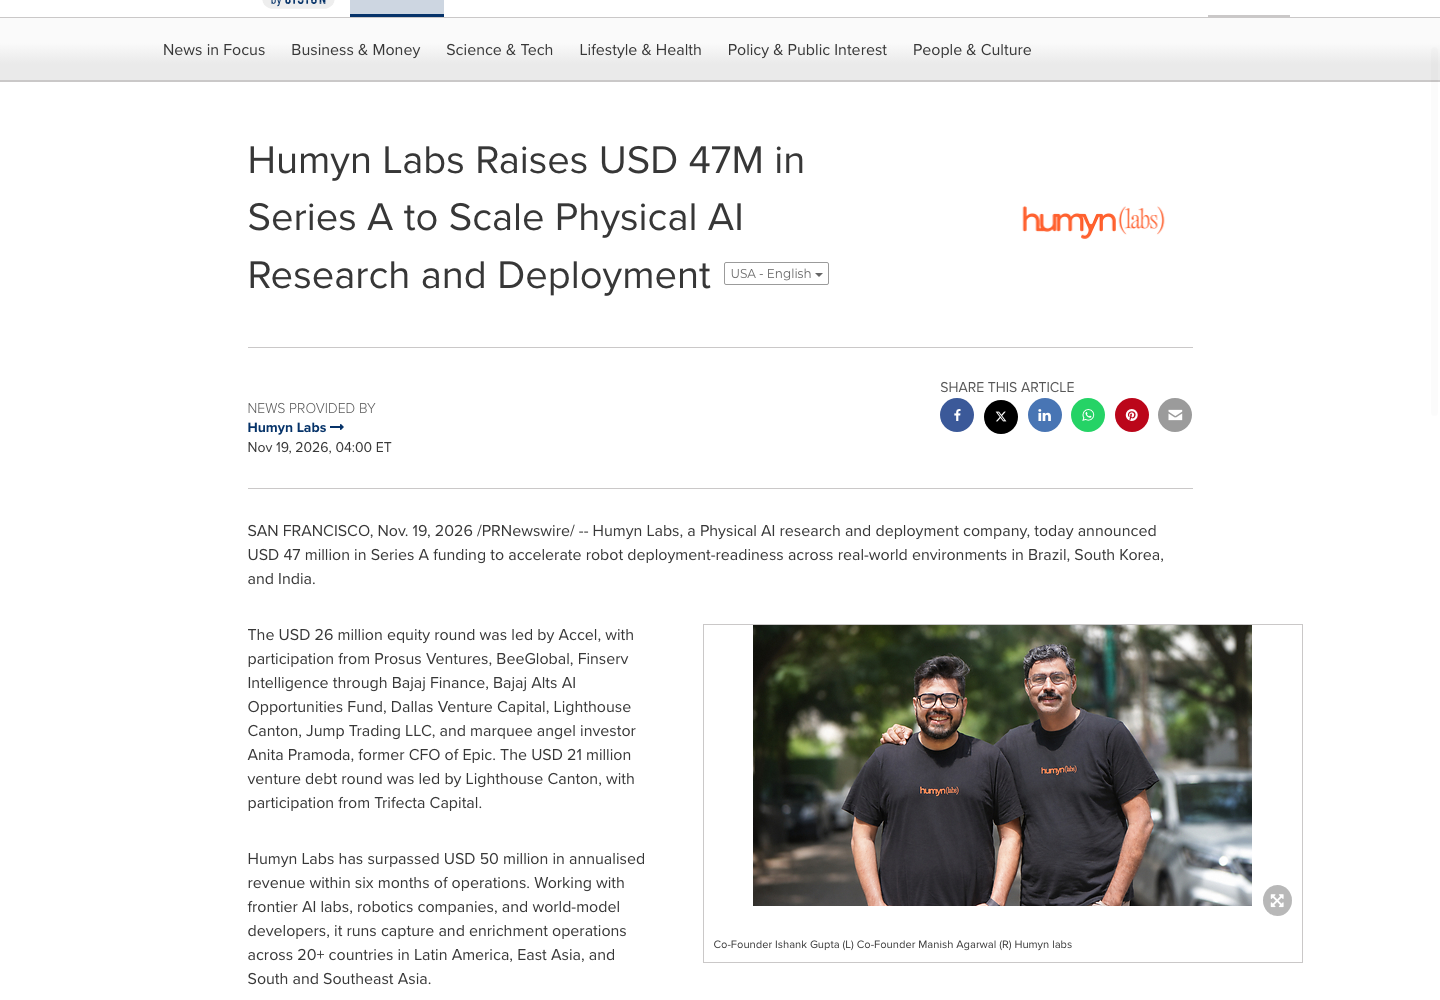 by CISION
News in Focus Business & Money Science & Tech Lifestyle & Health Policy & Public Interest People & Culture
Humyn Labs Raises USD 47M in
Series A to Scale Physical AI
Research and Deployment USA - English
humyn(labs)
SHARE THIS ARTICLE
NEWS PROVIDED BY
Humyn Labs
Nov 19, 2026, 04:00 ET
SAN FRANCISCO, Nov. 19, 2026 /PRNewswire/ -- Humyn Labs, a Physical AI research and deployment company, today announced
USD 47 million in Series A funding to accelerate robot deployment-readiness across real-world environments in Brazil, South Korea,
and India.
The USD 26 million equity round was led by Accel, with
participation from Prosus Ventures, BeeGlobal, Finserv
Intelligence through Bajaj Finance, Bajaj Alts AI
Opportunities Fund, Dallas Venture Capital, Lighthouse
Canton, Jump Trading LLC, and marquee angel investor
Anita Pramoda, former CFO of Epic. The USD 21 million
venture debt round was led by Lighthouse Canton, with
participation from Trifecta Capital.
Humyn Labs has surpassed USD 50 million in annualised
revenue within six months of operations. Working with
frontier AI labs, robotics companies, and world-model
developers, it runs capture and enrichment operations
across 20+ countries in Latin America, East Asia, and
South and Southeast Asia.
humyn(labs)
humyn(labs)
Co-Founder Ishank Gupta (L) Co-Founder Manish Agarwal (R) Humyn labs